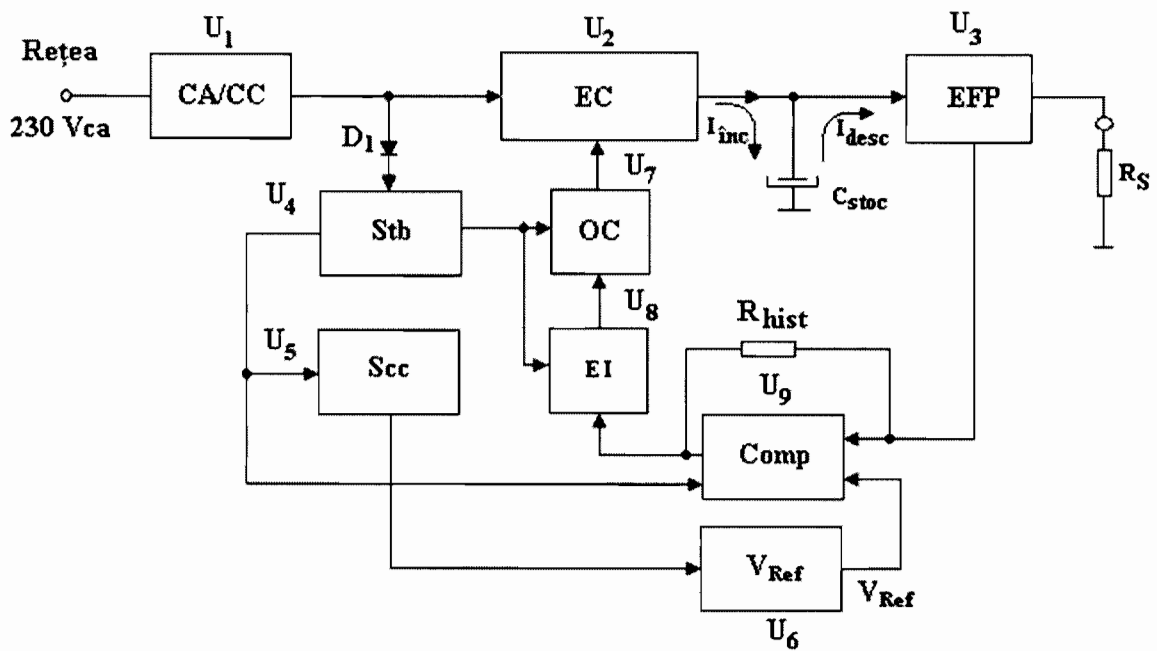 U1
U2
U3
Rețea
CA/CC
EC
EFP
230 Vca
Iînc
Idesc
D1
U7
RS
Cstoc
U4
Stb
OC
U8
Rhist
U5
Scc
EI
U9
Comp
VRef
VRef
U6